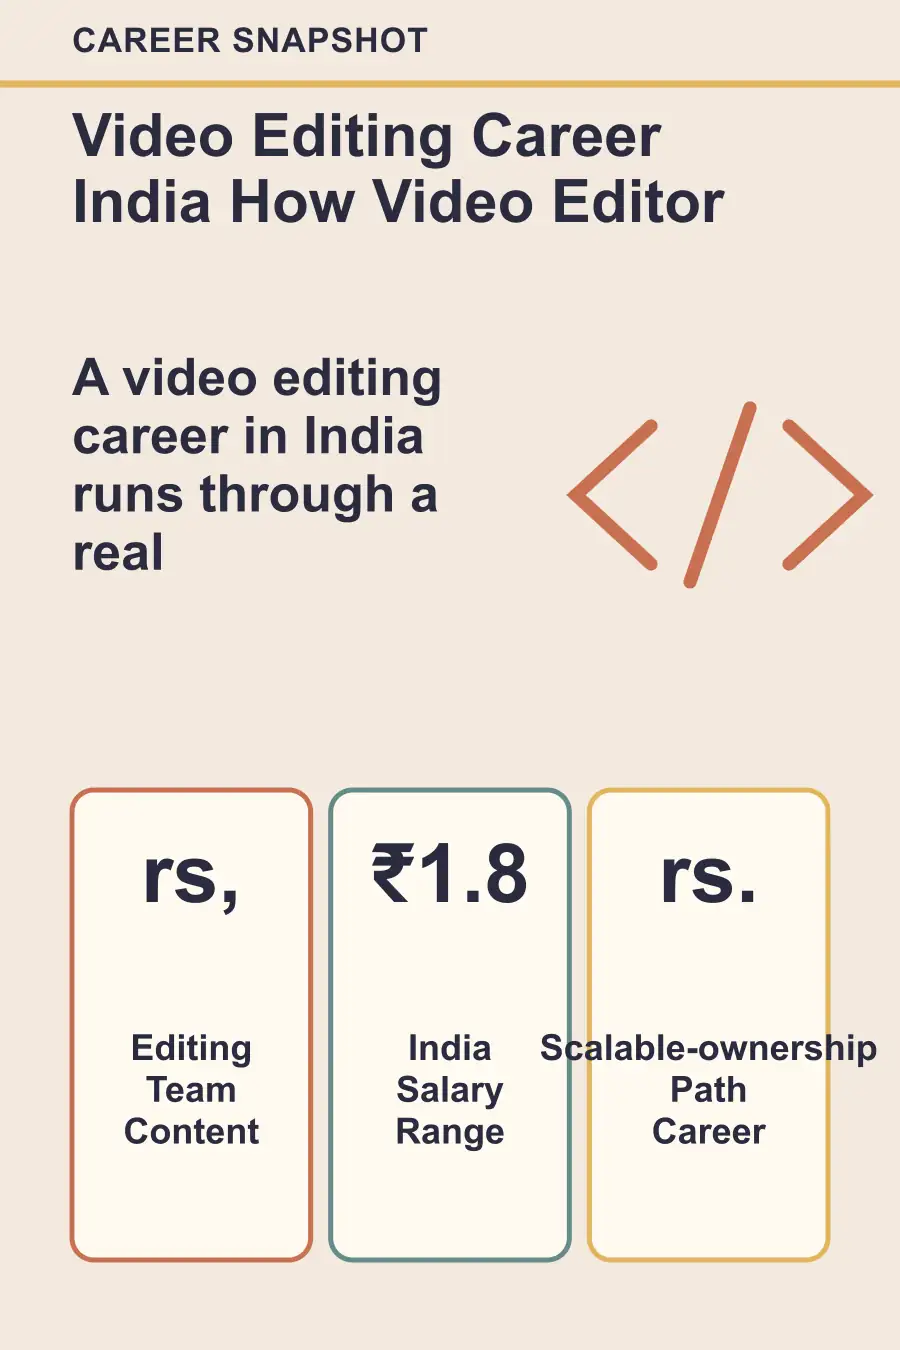 CAREER SNAPSHOT
Video Editing Career
India How Video Editor
A video editing
career in India
runs through a
real
rs,
Editing
Team
Content
₹1.8
India
Salary
Range
rs.
Scalable-ownership
Path
Career